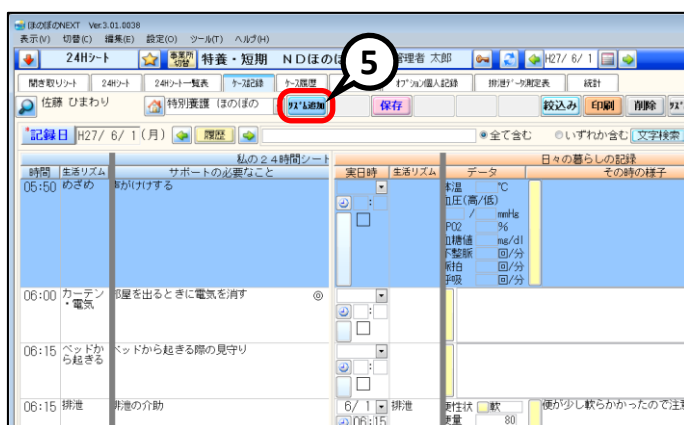 ほのぼのNEXT Ver.3.01.0038
表示(V) 切替(C) 編集(E) 設定(O) ツール(T) ヘルプ(H)
24Hシート 事業所切替 特養・短期 NDほのほ 管理者 太郎 H27/ 6/ 1
5
聞き取りシート 24Hシート 24Hシート一覧表 ケース記録 ケース履歴 オプション個人記録 排泄データ測定表 統計
佐藤 ひまわり 特別養護 (ほのぼの リズム追加 保存 絞込み 印刷 削除
*記録日 H27/ 6/ 1(月) 履歴 全て含む いずれか含む 文字検索
私の24時間シート 日々の暮らしの記録
時間 生活リズム サポートの必要なこと 実日時 生活リズム データ その時の様子
05:50 めざめ 声がけけする
: 体温 ℃
血圧(高/低)
/ mmHg
SPO2 %
血糖値 mg/dl
不整脈 回/分
脈拍 回/分
呼吸 回/分
06:00 カーテン・電気 部屋を出るときに電気を消す ◎ :
06:15 ベッドから起きる ベッドから起きる際の見守り :
06:15 排泄 排泄の介助 6/ 1 排泄 便性状 軟 便が少し軟らかかったので注意
06:15 便量 80